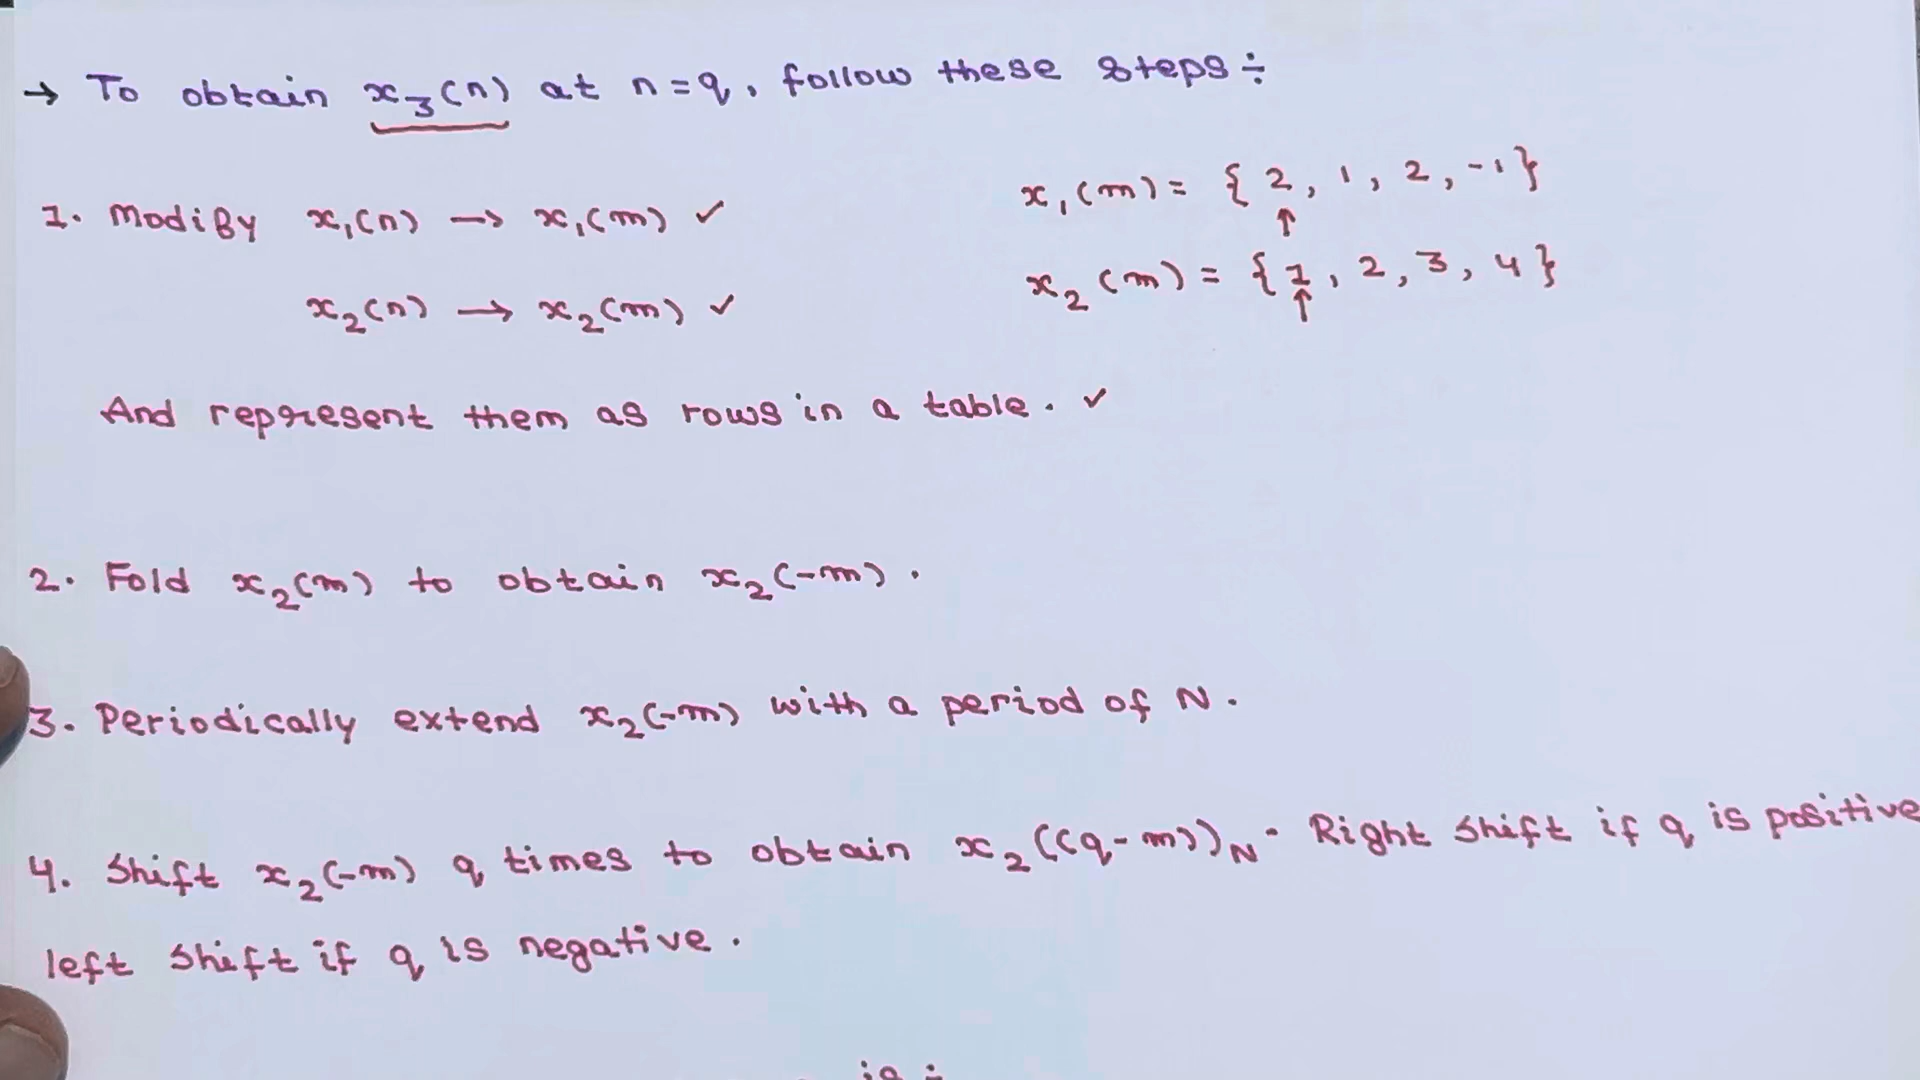 → To obtain x₃(n) at n=q, follow these steps÷
1. Modify x₁(n) → x₁(m) ✓
x₁(m) = { 2, 1, 2, -1}
↑
x₂(n) → x₂(m) ✓
x₂(m) = {1, 2, 3, 4}
↑
And represent them as rows in a table. ✓
2. Fold x₂(m) to obtain x₂(-m).
3. Periodically extend x₂(-m) with a period of N.
4. Shift x₂(-m) q times to obtain x₂((q-m))N. Right shift if q is positive
left shift if q is negative.
is ÷